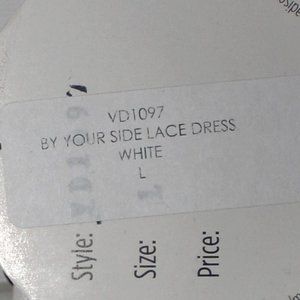 VD1097
BY YOUR SIDE LACE DRESS
WHITE
L
Style:
Size:
Price: